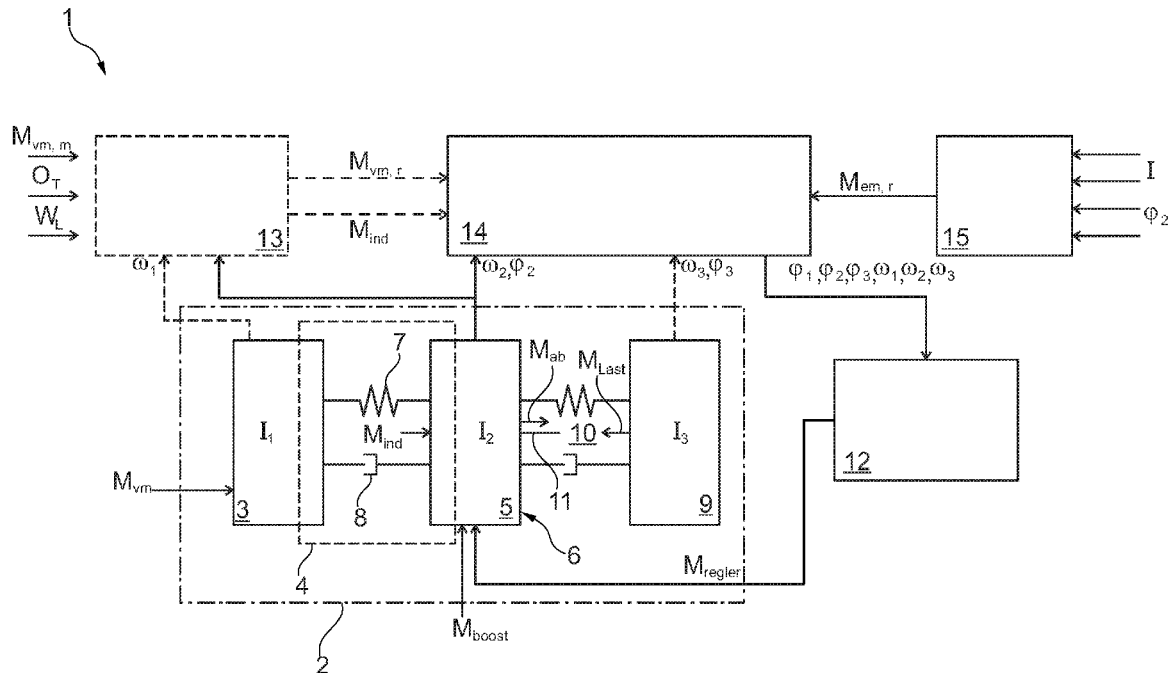 1
M_vm, m
O_T
W_L
13
M_vm, r
M_ind
14
M_em, r
15
I
φ_2
ω_1
ω_2,φ_2
ω_3,φ_3
φ_1,φ_2,φ_3,ω_1,ω_2,ω_3
7
M_ab
M_Last
I_1
M_ind
I_2
10
I_3
12
M_vm
3
8
5
11
9
6
4
M_regler
M_boost
2